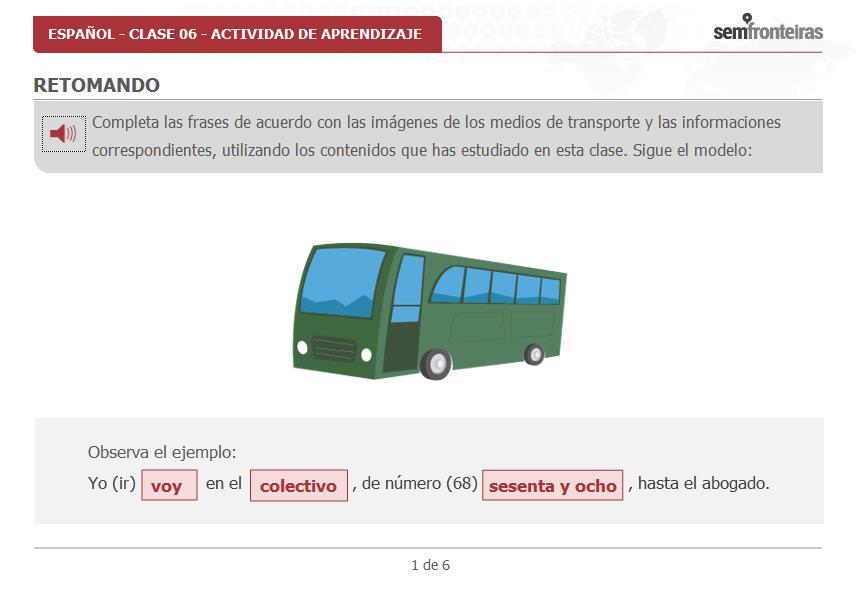 ESPAÑOL - CLASE 06 - ACTIVIDAD DE APRENDIZAJE
semfronteiras
RETOMANDO
Completa las frases de acuerdo con las imágenes de los medios de transporte y las informaciones
correspondientes, utilizando los contenidos que has estudiado en esta clase. Sigue el modelo:
Observa el ejemplo:
Yo (ir) voy en el colectivo , de número (68) sesenta y ocho , hasta el abogado.
1 de 6